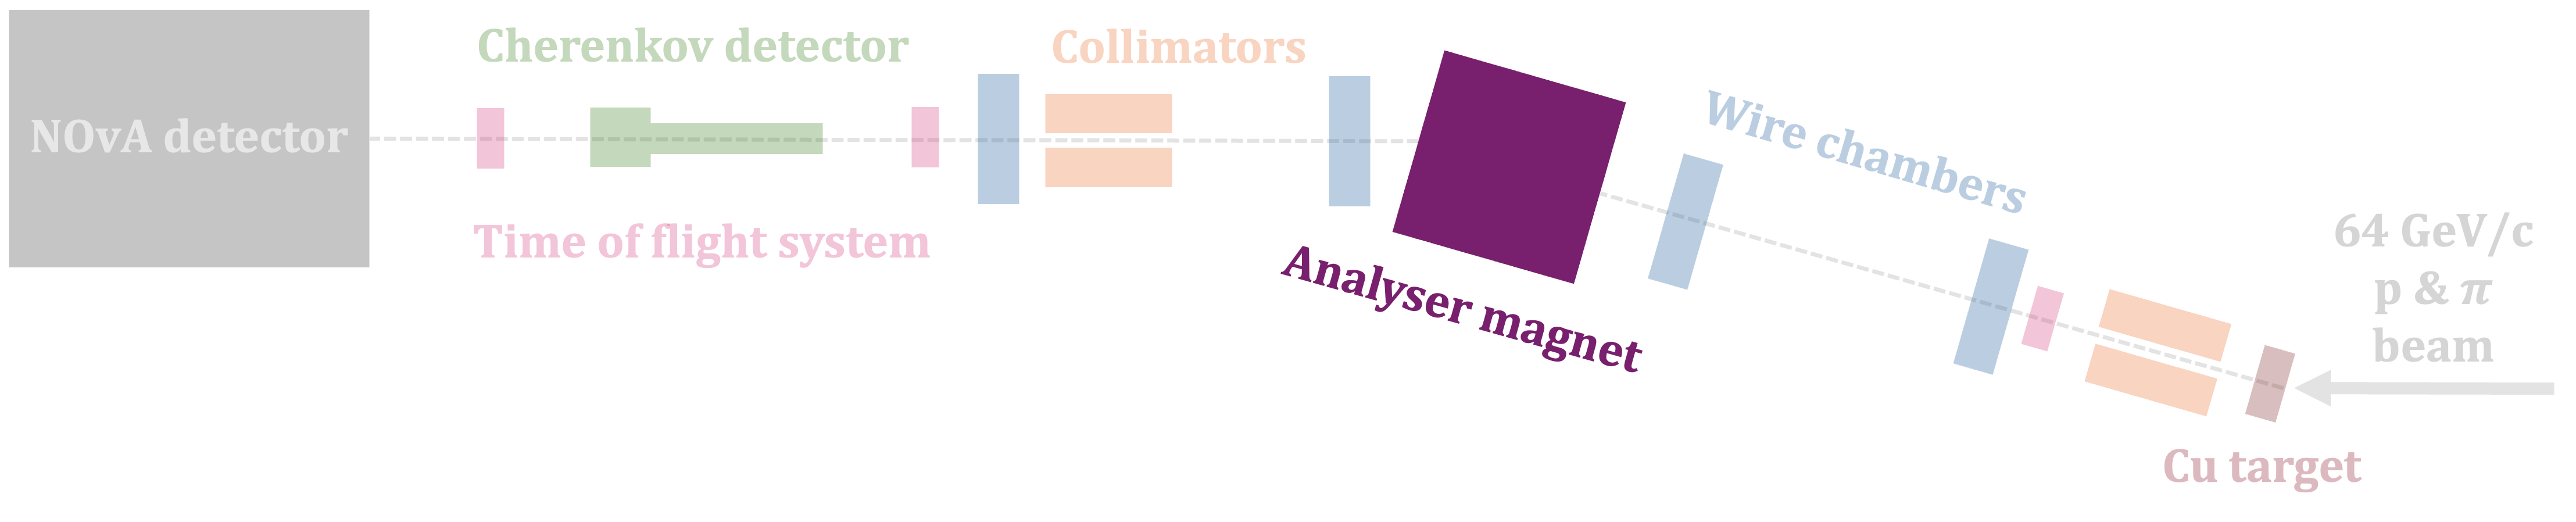 Cherenkov detector
Collimators
NOvA detector
Wire chambers
Time of flight system
Analyser magnet
64 GeV/c
p & π
beam
Cu target